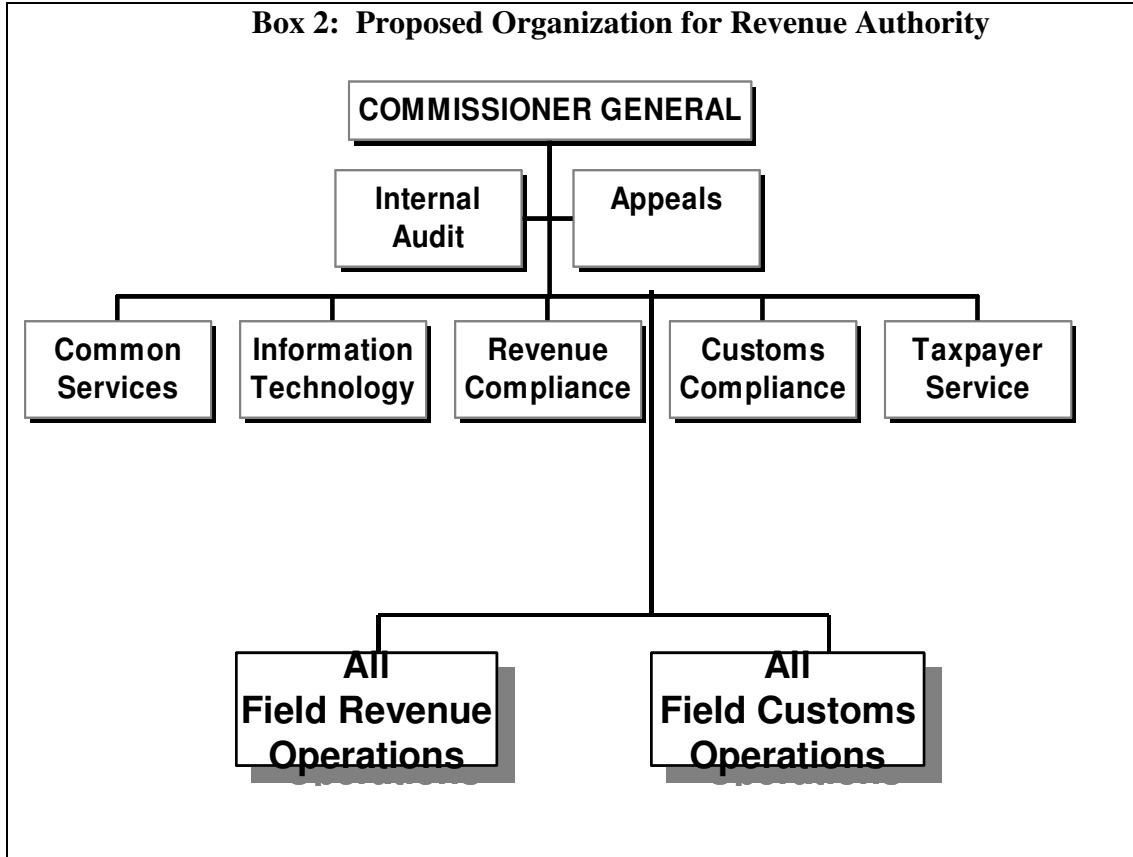 Box 2: Proposed Organization for Revenue Authority
COMMISSIONER GENERAL
Internal
Audit
Appeals
Common
Services
Information
Technology
Revenue
Compliance
Customs
Compliance
Taxpayer
Service
All
Field Revenue
Operations
All
Field Customs
Operations